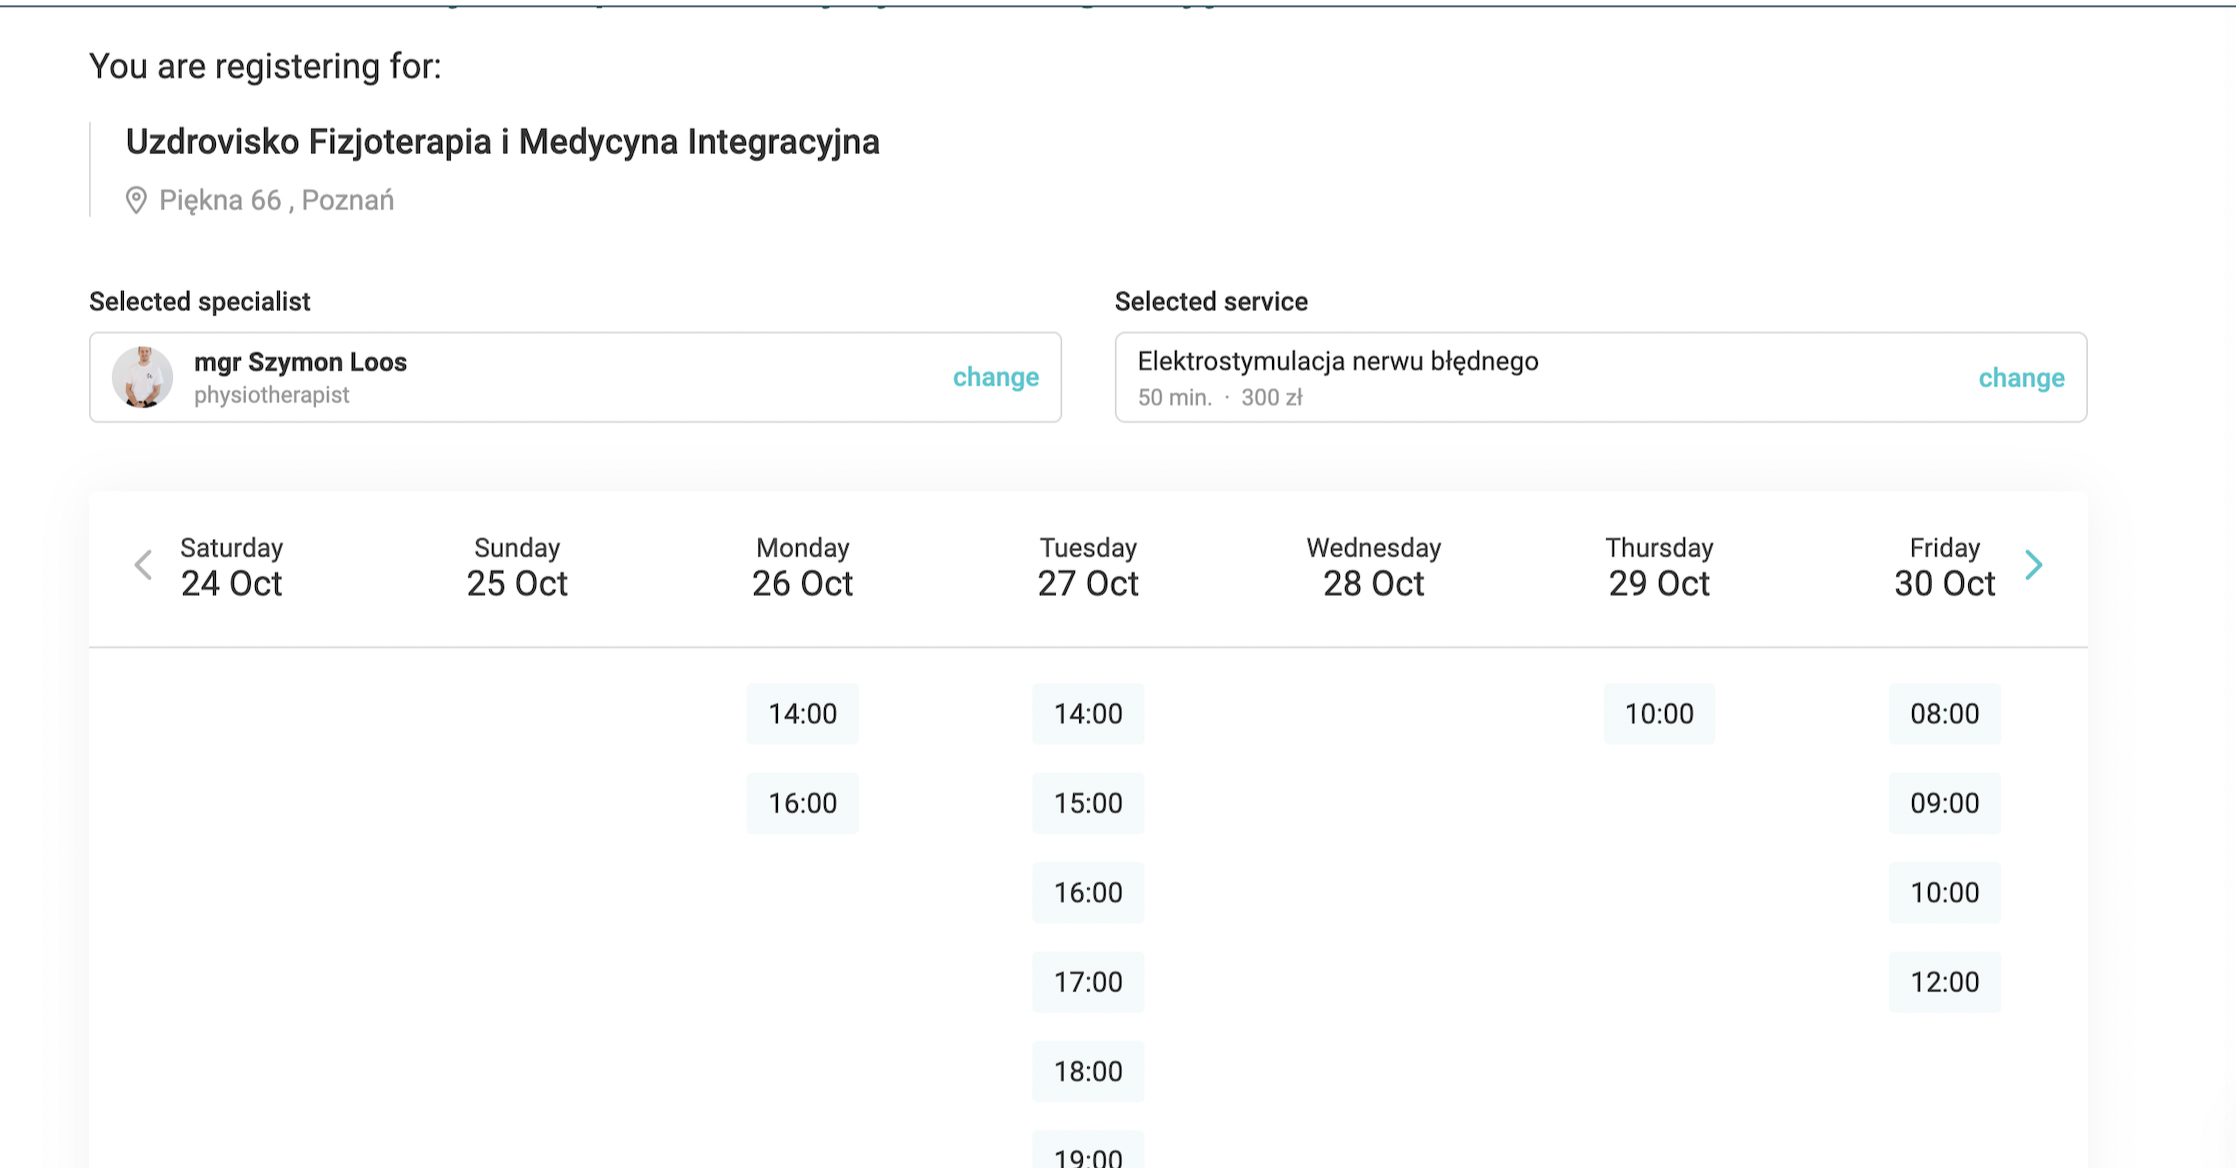 You are registering for:
Uzdrovisko Fizjoterapia i Medycyna Integracyjna
Piękna 66 , Poznań
Selected specialist
mgr Szymon Loos
physiotherapist
change
Selected service
Elektrostymulacja nerwu błędnego
50 min. · 300 zł
change
Saturday
24 Oct
Sunday
25 Oct
Monday
26 Oct
Tuesday
27 Oct
Wednesday
28 Oct
Thursday
29 Oct
Friday
30 Oct
14:00 14:00 10:00 08:00
16:00 15:00 09:00
16:00 10:00
17:00 12:00
18:00
19:00